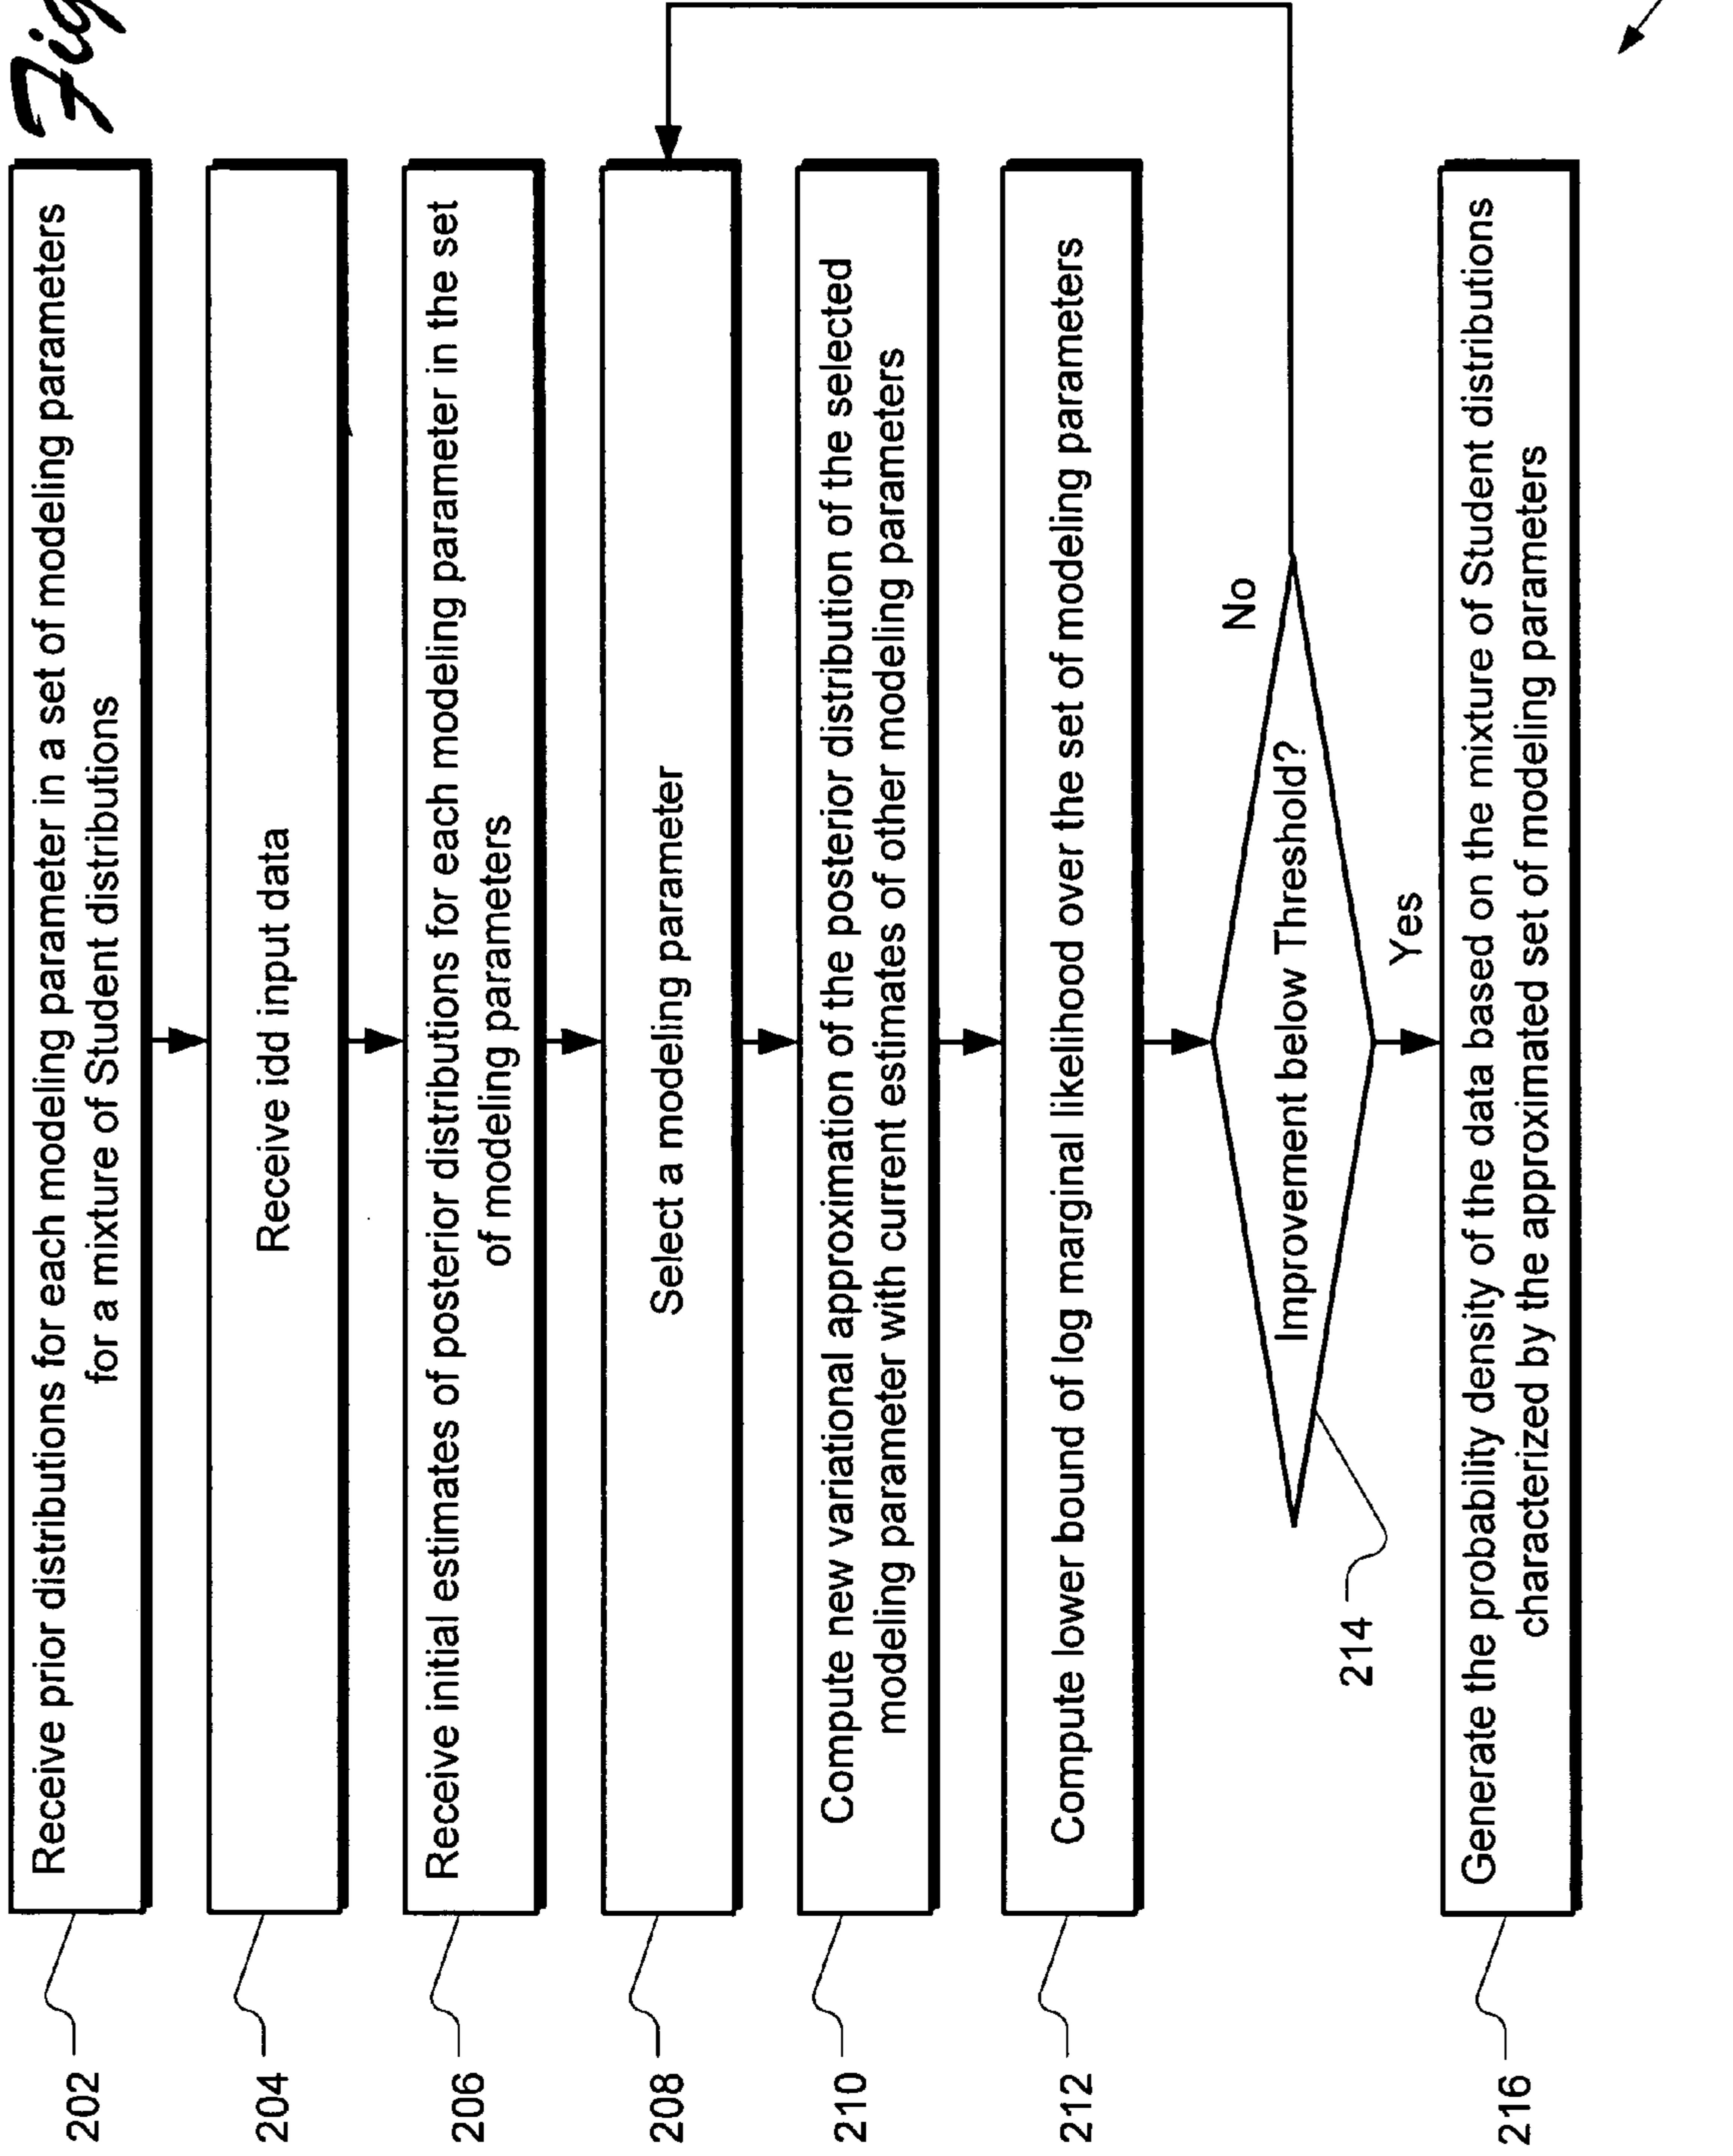 Fig
202
Receive prior distributions for each modeling parameter in a set of modeling parameters
for a mixture of Student distributions
204
Receive idd input data
206
Receive initial estimates of posterior distributions for each modeling parameter in the set
of modeling parameters
208
Select a modeling parameter
210
Compute new variational approximation of the posterior distribution of the selected
modeling parameter with current estimates of other modeling parameters
212
Compute lower bound of log marginal likelihood over the set of modeling parameters
214
Improvement below Threshold?
No
Yes
216
Generate the probability density of the data based on the mixture of Student distributions
characterized by the approximated set of modeling parameters